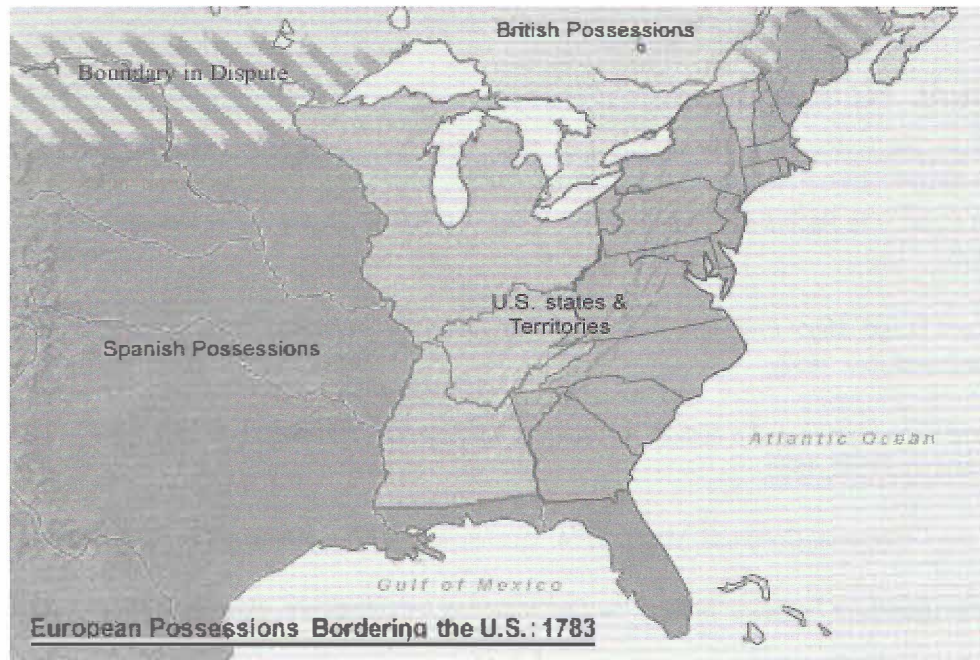 British Possessions
Boundary in Dispute
U.S. states &
Territories
Spanish Possessions
Atlantic Ocean
Gulf of Mexico
European Possessions Bordering the U.S.: 1783